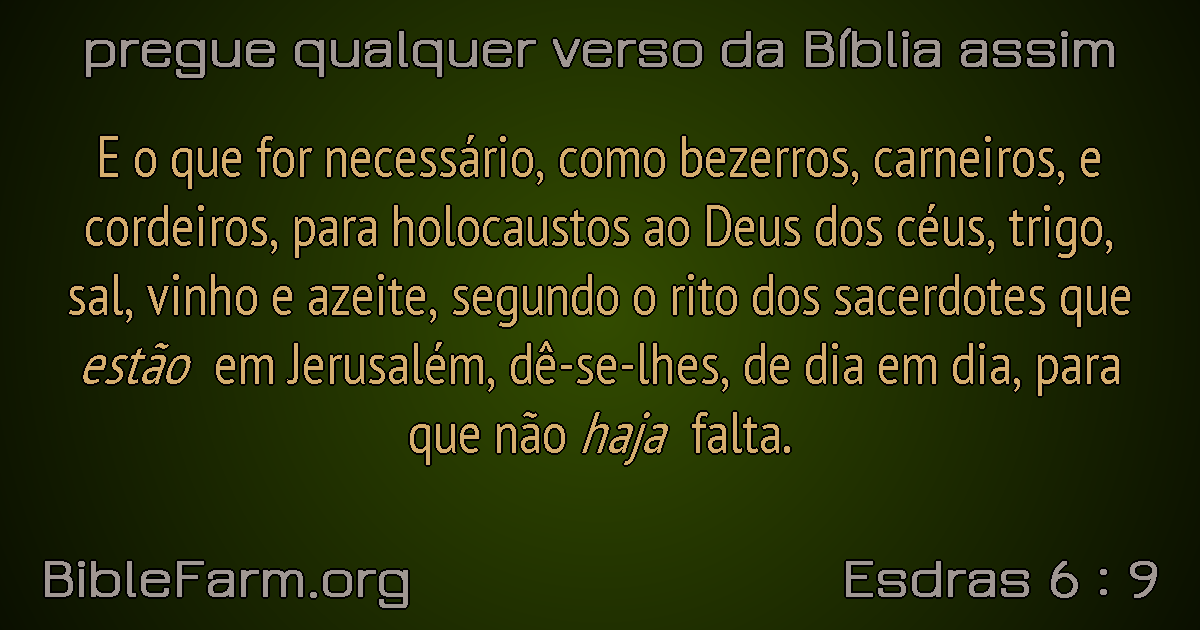 pregue qualquer verso da Bíblia assim
E o que for necessário, como bezerros, carneiros, e
cordeiros, para holocaustos ao Deus dos céus, trigo,
sal, vinho e azeite, segundo o rito dos sacerdotes que
estão em Jerusalém, dê-se-lhes, de dia em dia, para
que não haja falta.
BibleFarm.org
Esdras 6 : 9